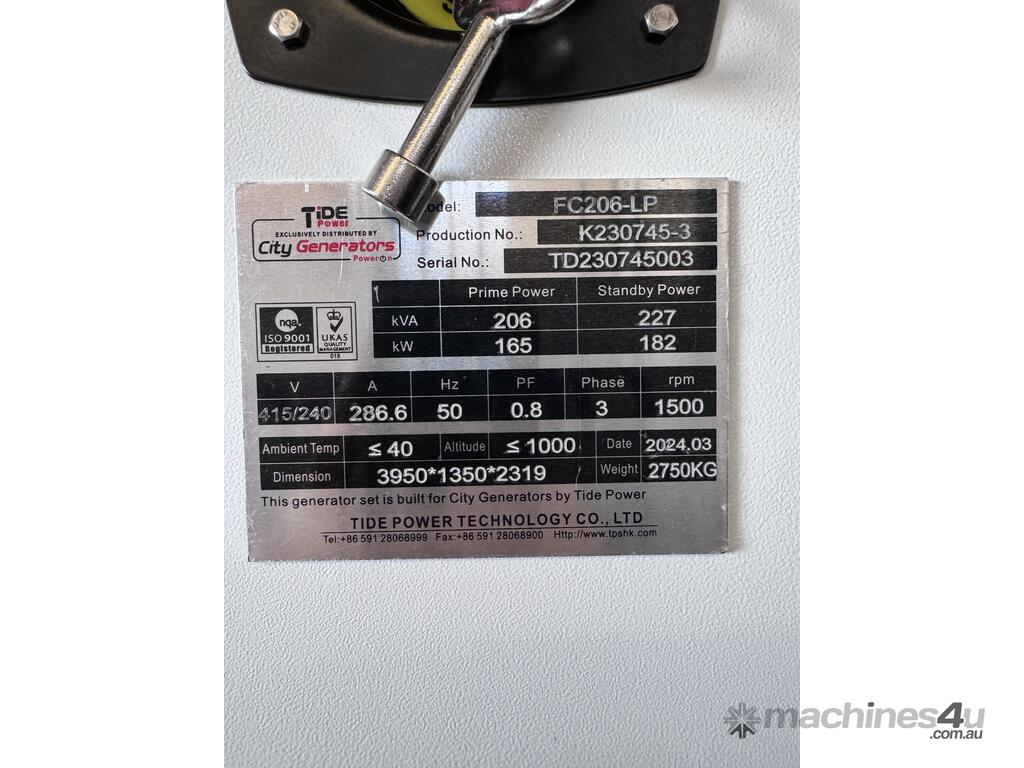 TiDE
Power
EXCLUSIVELY DISTRIBUTED BY
City Generators
Power On
odel: FC206-LP
Production No.: K230745-3
Serial No.: TD230745003
nqa.
ISO 9001
Registered
UKAS
QUALITY
MANAGEMENT
015
Prime Power Standby Power
kVA 206 227
kW 165 182
V A Hz PF Phase rpm
415/240 286.6 50 0.8 3 1500
Ambient Temp ≤ 40 Altitude ≤ 1000 Date 2024.03
Dimension 3950*1350*2319 Weight 2750KG
This generator set is built for City Generators by Tide Power
TIDE POWER TECHNOLOGY CO., LTD
Tel:+86 591 28068999 Fax:+86 591 28068900 Http://www.tpshk.com
machines4u
.com.au